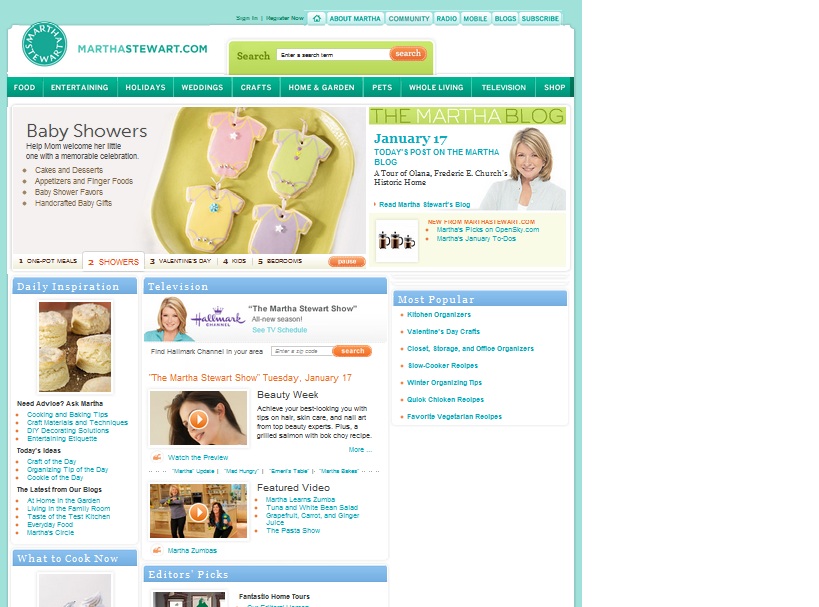 Sign In | Register Now
ABOUT MARTHA
COMMUNITY
RADIO
MOBILE
BLOGS
SUBSCRIBE
MARTHA STEWART
MARTHASTEWART.COM
Search
Enter a search term
search
FOOD
ENTERTAINING
HOLIDAYS
WEDDINGS
CRAFTS
HOME & GARDEN
PETS
WHOLE LIVING
TELEVISION
SHOP
Baby Showers
Help Mom welcome her little
one with a memorable celebration.
Cakes and Desserts
Appetizers and Finger Foods
Baby Shower Favors
Handcrafted Baby Gifts
1 ONE-POT MEALS
2 SHOWERS
3 VALENTINE'S DAY
4 KIDS
5 BEDROOMS
pause
THE MARTHA BLOG
January 17
TODAY'S POST ON THE MARTHA
BLOG
A Tour of Olana, Frederic E. Church's
Historic Home
Read Martha Stewart's Blog
NEW FROM MARTHASTEWART.COM
Martha's Picks on OpenSky.com
Martha's January To-Dos
Daily Inspiration
Need Advice? Ask Martha
Cooking and Baking Tips
Craft Materials and Techniques
DIY Decorating Solutions
Entertaining Etiquette
Today's Ideas
Craft of the Day
Organizing Tip of the Day
Cookie of the Day
The Latest from Our Blogs
At Home in the Garden
Living in the Family Room
Taste of the Test Kitchen
Everyday Food
Martha's Circle
What to Cook Now
Television
Hallmark
CHANNEL
"The Martha Stewart Show"
All-new season!
See TV Schedule
Find Hallmark Channel in your area
Enter a zip code
search
"The Martha Stewart Show" Tuesday, January 17
Beauty Week
Achieve your best-looking you with
tips on hair, skin care, and nail art
from top beauty experts. Plus, a
grilled salmon with bok choy recipe.
More ...
Watch the Preview
"Martha" Update | "Mad Hungry" | "Emeril's Table" | "Martha Bakes"
Featured Video
Martha Learns Zumba
Tuna and White Bean Salad
Grapefruit, Carrot, and Ginger
Juice
The Pasta Show
Martha Zumbas
Editors' Picks
Fantastic Home Tours
Most Popular
Kitchen Organizers
Valentine's Day Crafts
Closet, Storage, and Office Organizers
Slow-Cooker Recipes
Winter Organizing Tips
Quick Chicken Recipes
Favorite Vegetarian Recipes